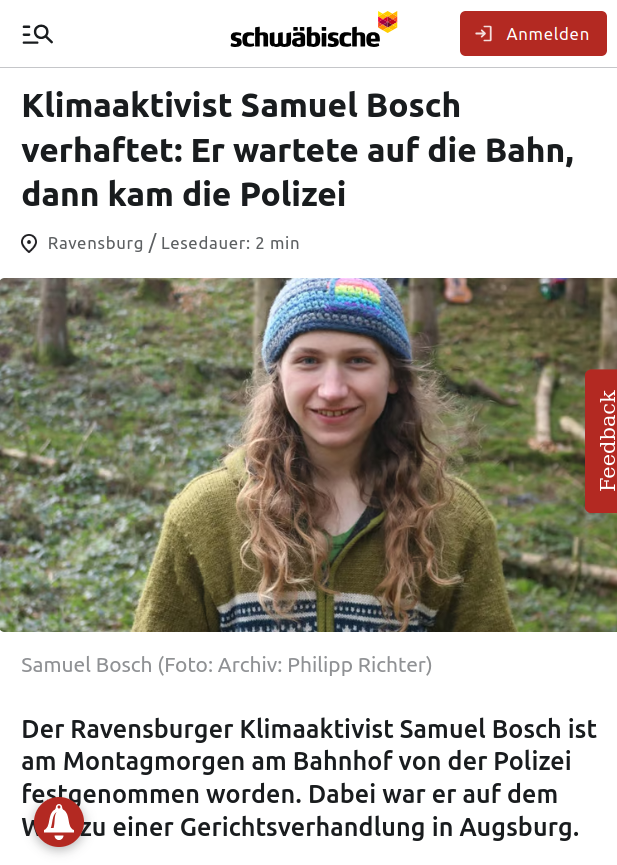 schwäbische
Anmelden
Klimaaktivist Samuel Bosch
verhaftet: Er wartete auf die Bahn,
dann kam die Polizei
Ravensburg / Lesedauer: 2 min
Feedback
Samuel Bosch (Foto: Archiv: Philipp Richter)
Der Ravensburger Klimaaktivist Samuel Bosch ist
am Montagmorgen am Bahnhof von der Polizei
festgenommen worden. Dabei war er auf dem
zu einer Gerichtsverhandlung in Augsburg.